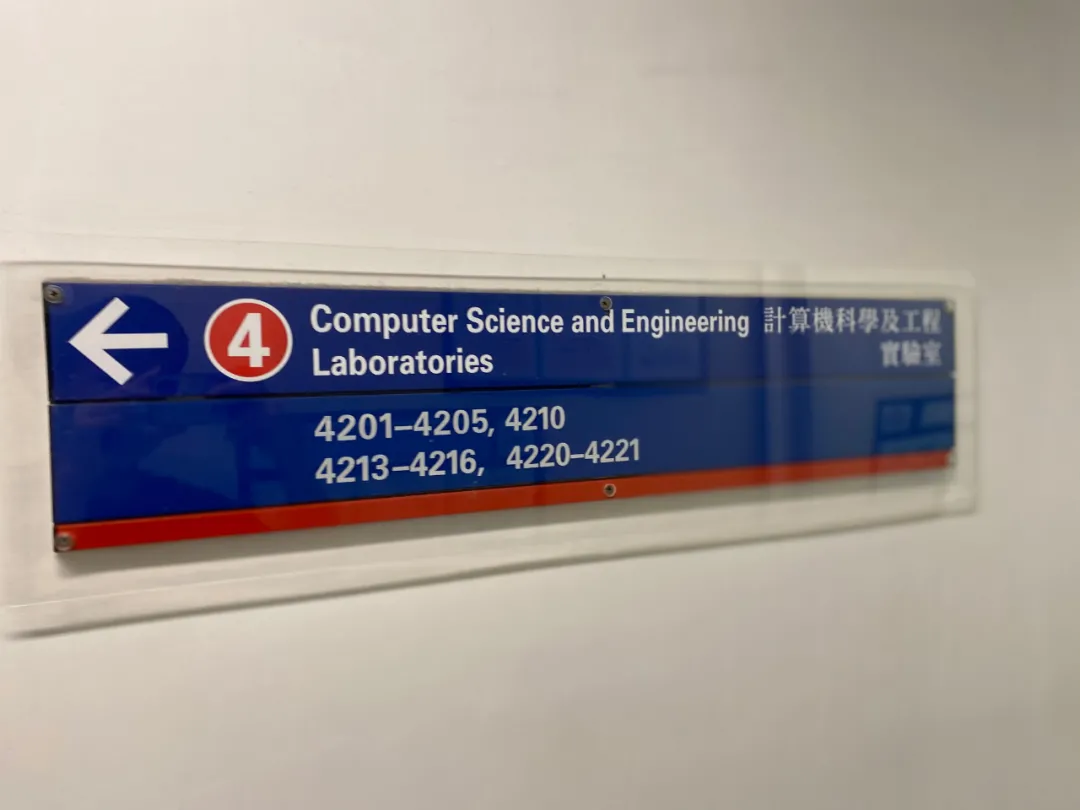 4 Computer Science and Engineering 計算機科學及工程
Laboratories 實驗室
4201–4205, 4210
4213–4216, 4220–4221